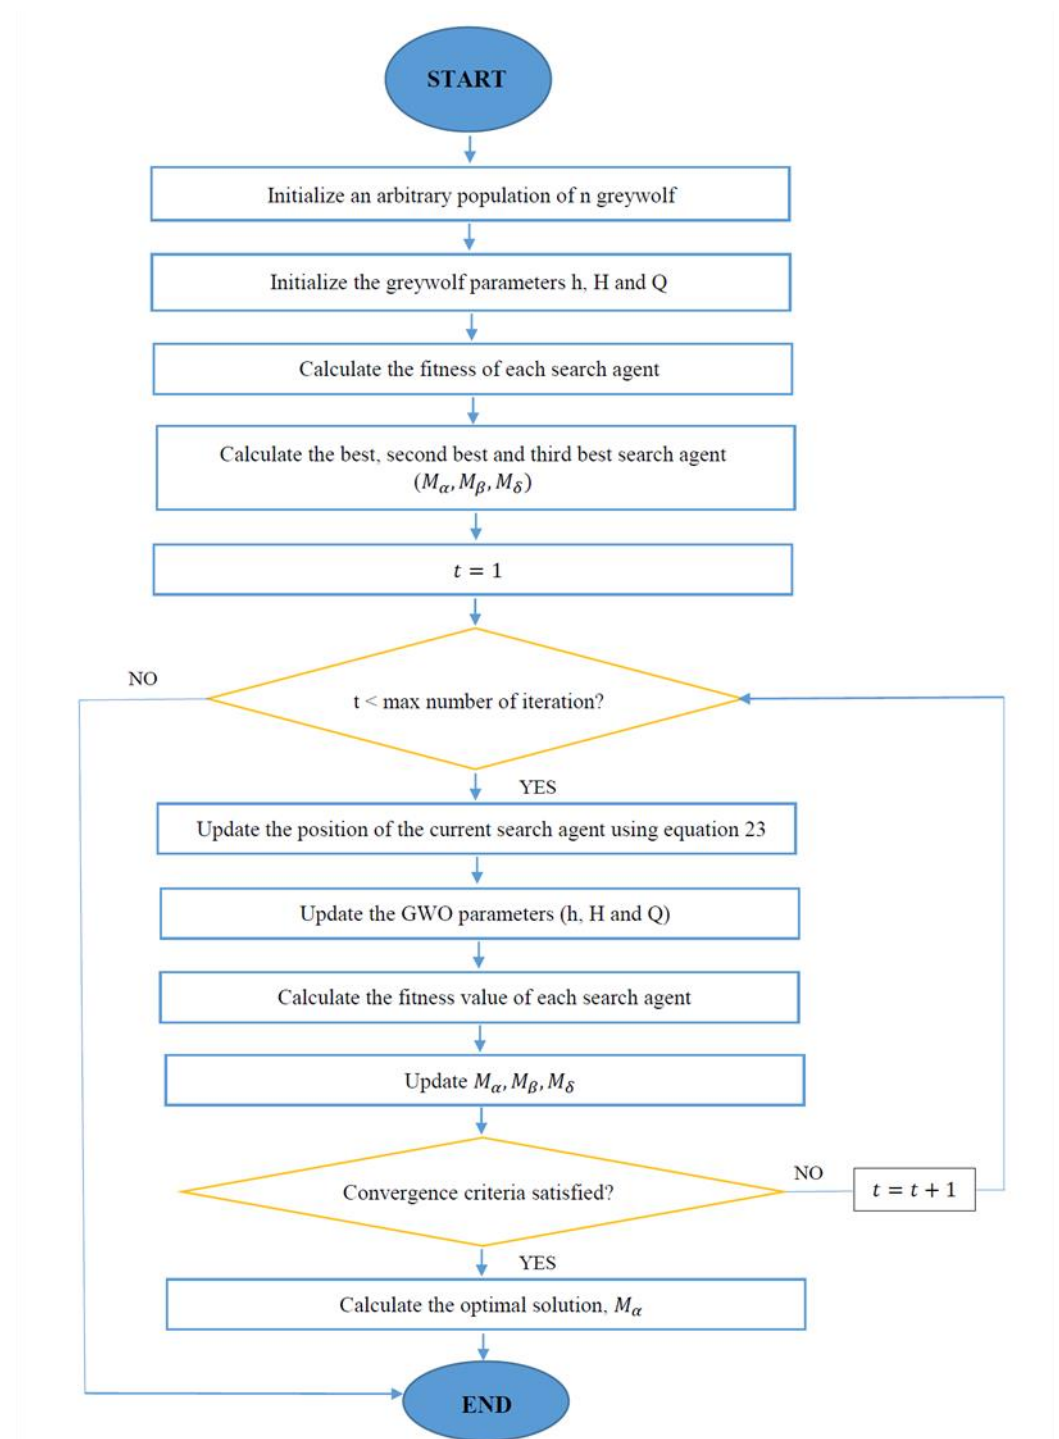 START
Initialize an arbitrary population of n greywolf
Initialize the greywolf parameters h, H and Q
Calculate the fitness of each search agent
Calculate the best, second best and third best search agent
(𝑀𝛼, 𝑀𝛽, 𝑀𝛿)
𝑡 = 1
NO
t < max number of iteration?
YES
Update the position of the current search agent using equation 23
Update the GWO parameters (h, H and Q)
Calculate the fitness value of each search agent
Update 𝑀𝛼, 𝑀𝛽, 𝑀𝛿
Convergence criteria satisfied?
NO
𝑡 = 𝑡 + 1
YES
Calculate the optimal solution, 𝑀𝛼
END